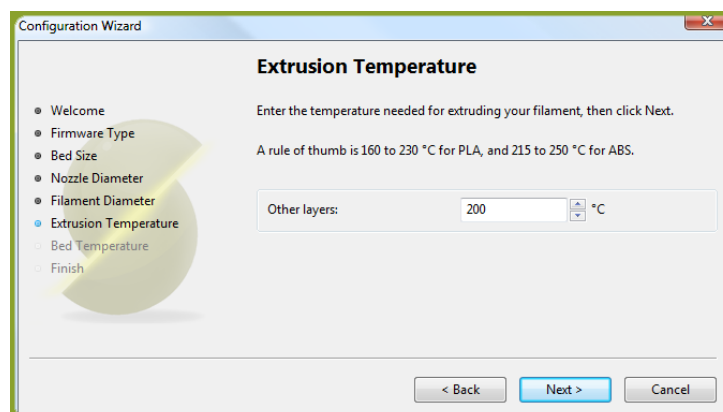 Configuration Wizard
Extrusion Temperature
Welcome
Firmware Type
Bed Size
Nozzle Diameter
Filament Diameter
Extrusion Temperature
Bed Temperature
Finish
Enter the temperature needed for extruding your filament, then click Next.
A rule of thumb is 160 to 230 °C for PLA, and 215 to 250 °C for ABS.
Other layers: 200 °C
< Back Next > Cancel